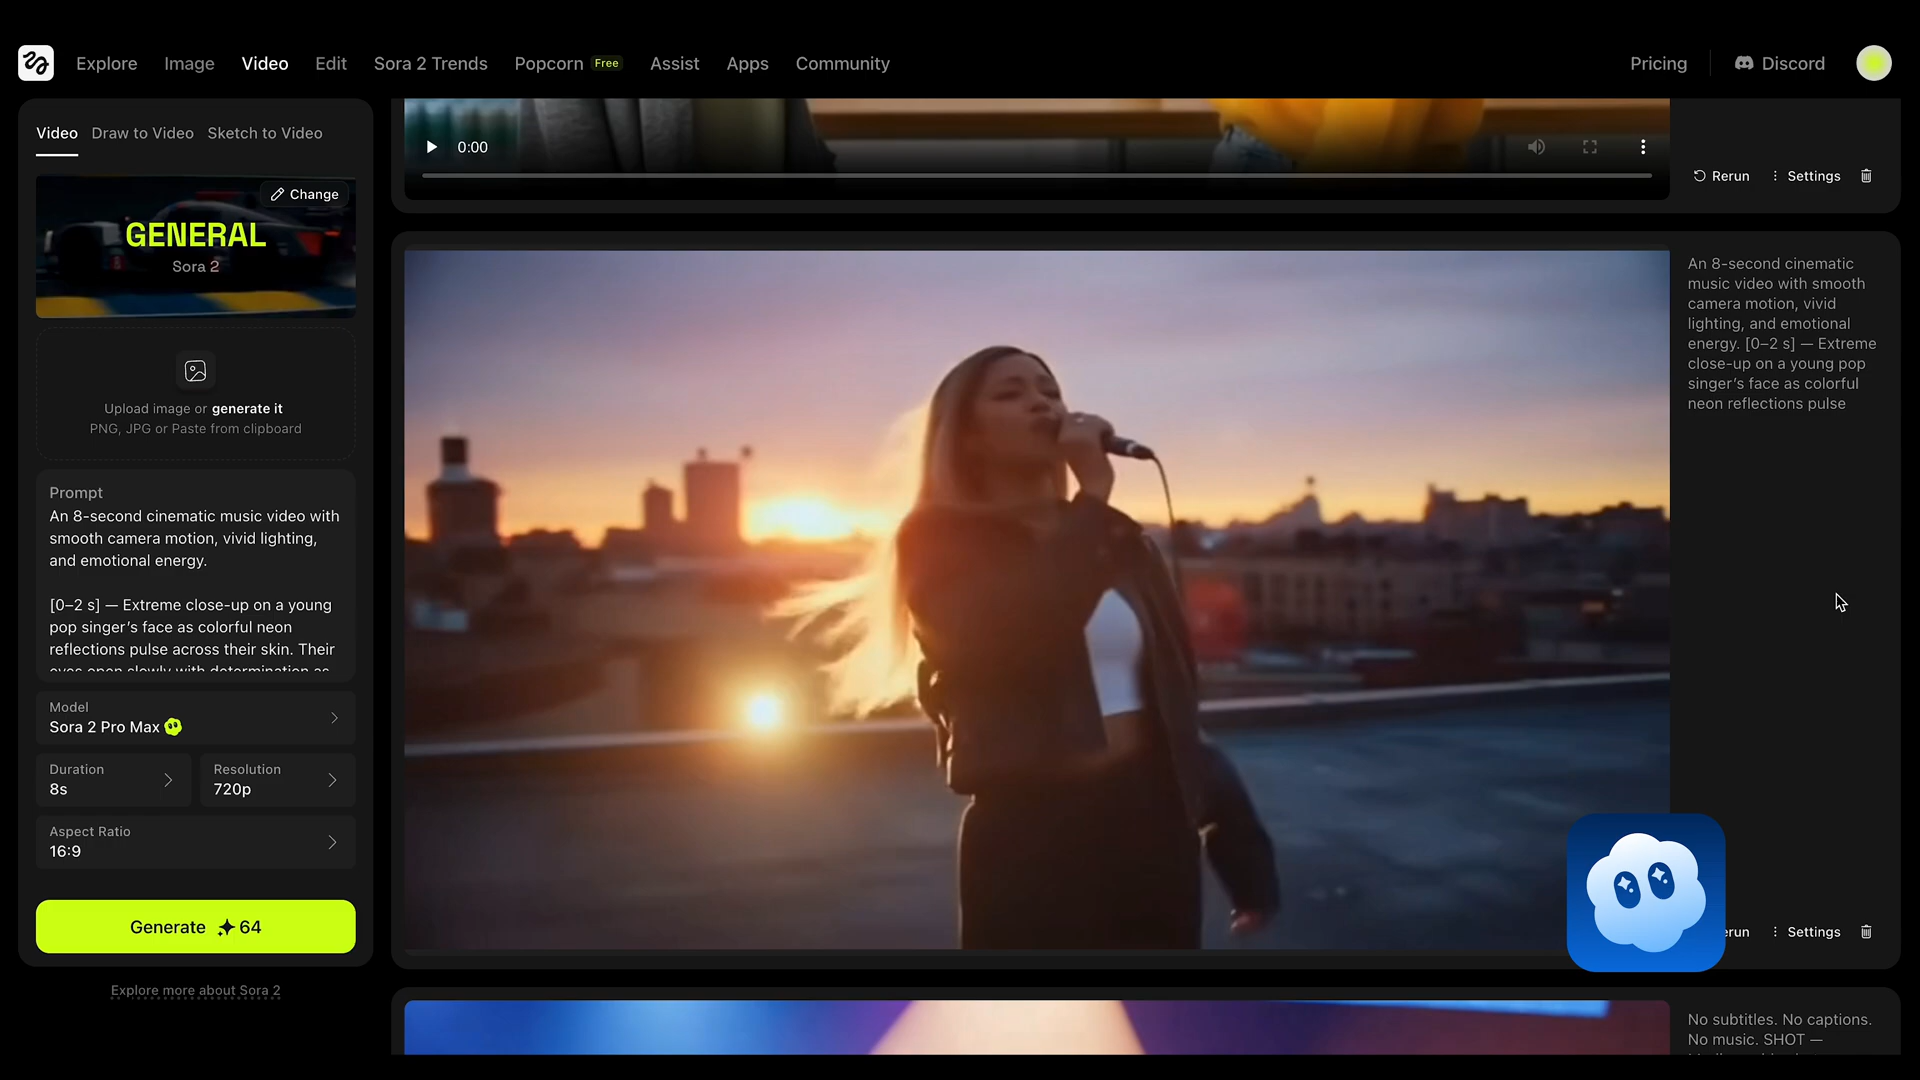 Explore
Image
Video
Edit
Sora 2 Trends
Popcorn
Free
Assist
Apps
Community
Pricing
Discord
Video
Draw to Video
Sketch to Video
Change
GENERAL
Sora 2
Upload image or generate it
PNG, JPG or Paste from clipboard
Prompt
An 8-second cinematic music video with
smooth camera motion, vivid lighting,
and emotional energy.
[0–2 s] — Extreme close-up on a young
pop singer’s face as colorful neon
reflections pulse across their skin. Their
eyes open slowly with determination as
Model
Sora 2 Pro Max
Duration
8s
Resolution
720p
Aspect Ratio
16:9
Generate 64
Explore more about Sora 2
0:00
Rerun
Settings
An 8-second cinematic
music video with smooth
camera motion, vivid
lighting, and emotional
energy. [0–2 s] — Extreme
close-up on a young pop
singer’s face as colorful
neon reflections pulse
erun
Settings
No subtitles. No captions.
No music. SHOT —